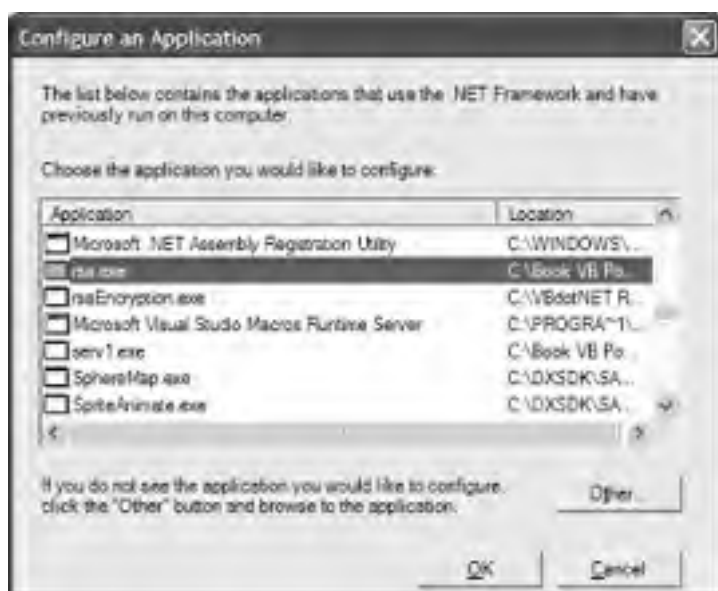 Configure an Application
The list below contains the applications that use the .NET Framework and have
previously run on this computer.
Choose the application you would like to configure:
Application Location
Microsoft .NET Assembly Registration Utility C:\WINDOWS\...
rsa.exe C:\Book VB Po...
rsaEncryption.exe C:\VBdotNET R...
Microsoft Visual Studio Macros Runtime Server C:\PROGRA~1\...
serv1.exe C:\Book VB Po...
SphereMap.exe C:\DXSDK\SA...
SpriteAnimate.exe C:\DXSDK\SA...
If you do not see the application you would like to configure,
click the "Other" button and browse to the application.
Other...
OK Cancel